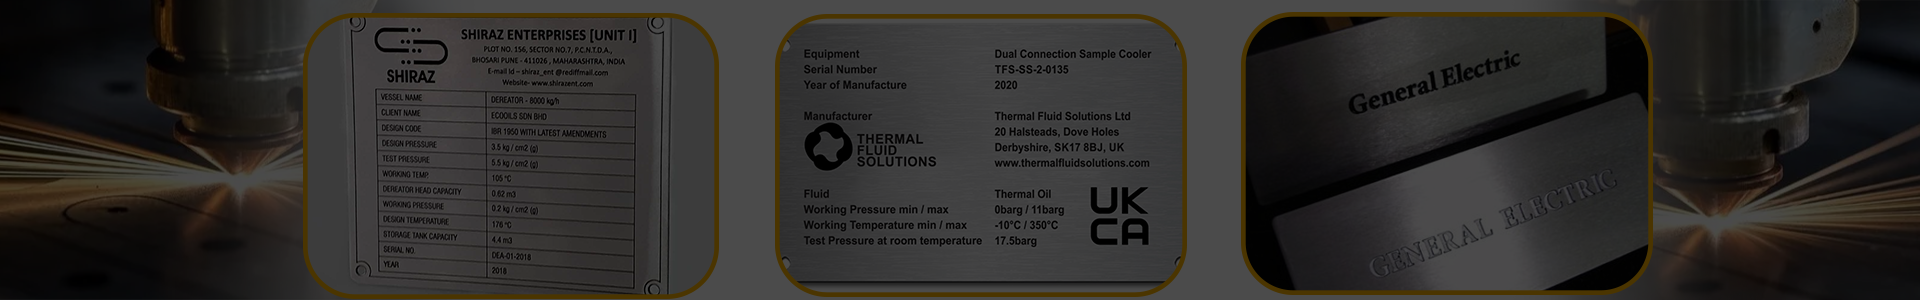 SHIRAZ
SHIRAZ ENTERPRISES [UNIT I]
PLOT NO. 156, SECTOR NO.7, P.C.N.T.D.A.,
BHOSARI PUNE - 411026, MAHARASHTRA, INDIA
E-mail Id – shiraz_ent @rediffmail.com
Website- www.shirazent.com
VESSEL NAME DEREATOR - 8000 kg/h
CLIENT NAME ECOOILS SDN BHD
DESIGN CODE IBR 1950 WITH LATEST AMENDMENTS
DESIGN PRESSURE 3.5 kg / cm2 (g)
TEST PRESSURE 5.5 kg / cm2 (g)
WORKING TEMP. 105 °C
DEREATOR HEAD CAPACITY 0.62 m3
WORKING PRESSURE 0.2 kg / cm2 (g)
DESIGN TEMPERATURE 176 °C
STORAGE TANK CAPACITY 4.4 m3
SERIAL NO. DEA-01-2018
YEAR 2018
Equipment Dual Connection Sample Cooler
Serial Number TFS-SS-2-0135
Year of Manufacture 2020
Manufacturer Thermal Fluid Solutions Ltd
20 Halsteads, Dove Holes
Derbyshire, SK17 8BJ, UK
www.thermalfluidsolutions.com
THERMAL
FLUID
SOLUTIONS
Fluid Thermal Oil
Working Pressure min / max 0barg / 11barg
Working Temperature min / max -10°C / 350°C
Test Pressure at room temperature 17.5barg
UK
CA
General Electric
GENERAL ELECTRIC